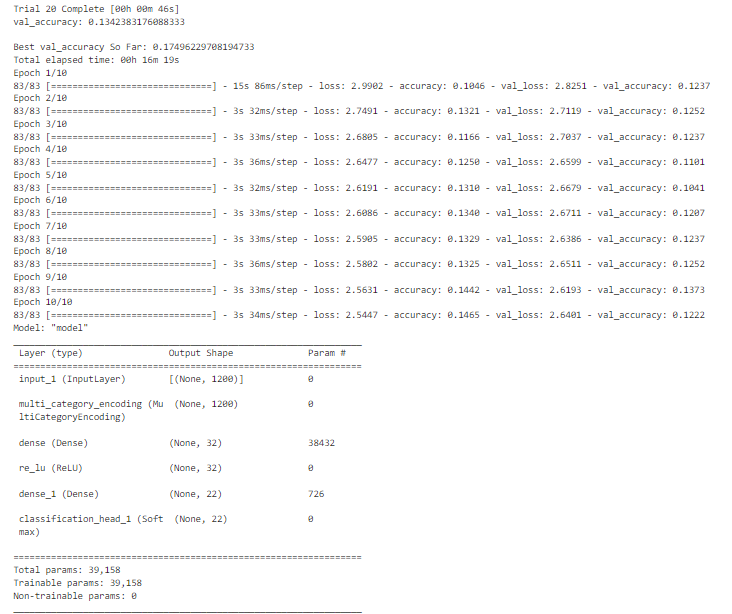 Trial 20 Complete [00h 00m 46s]
val_accuracy: 0.1342383176088333
Best val_accuracy So Far: 0.17496229708194733
Total elapsed time: 00h 16m 19s
Epoch 1/10
83/83 [==============================] - 15s 86ms/step - loss: 2.9902 - accuracy: 0.1046 - val_loss: 2.8251 - val_accuracy: 0.1237
Epoch 2/10
83/83 [==============================] - 3s 32ms/step - loss: 2.7491 - accuracy: 0.1321 - val_loss: 2.7119 - val_accuracy: 0.1252
Epoch 3/10
83/83 [==============================] - 3s 33ms/step - loss: 2.6805 - accuracy: 0.1166 - val_loss: 2.7037 - val_accuracy: 0.1237
Epoch 4/10
83/83 [==============================] - 3s 36ms/step - loss: 2.6477 - accuracy: 0.1250 - val_loss: 2.6599 - val_accuracy: 0.1101
Epoch 5/10
83/83 [==============================] - 3s 32ms/step - loss: 2.6191 - accuracy: 0.1310 - val_loss: 2.6679 - val_accuracy: 0.1041
Epoch 6/10
83/83 [==============================] - 3s 33ms/step - loss: 2.6086 - accuracy: 0.1340 - val_loss: 2.6711 - val_accuracy: 0.1207
Epoch 7/10
83/83 [==============================] - 3s 33ms/step - loss: 2.5905 - accuracy: 0.1329 - val_loss: 2.6386 - val_accuracy: 0.1237
Epoch 8/10
83/83 [==============================] - 3s 36ms/step - loss: 2.5802 - accuracy: 0.1325 - val_loss: 2.6511 - val_accuracy: 0.1252
Epoch 9/10
83/83 [==============================] - 3s 33ms/step - loss: 2.5631 - accuracy: 0.1442 - val_loss: 2.6193 - val_accuracy: 0.1373
Epoch 10/10
83/83 [==============================] - 3s 34ms/step - loss: 2.5447 - accuracy: 0.1465 - val_loss: 2.6401 - val_accuracy: 0.1222
Model: "model"
_________________________________________________________________
Layer (type) Output Shape Param #
=================================================================
input_1 (InputLayer) [(None, 1200)] 0
multi_category_encoding (Mu (None, 1200) 0
ltiCategoryEncoding)
dense (Dense) (None, 32) 38432
re_lu (ReLU) (None, 32) 0
dense_1 (Dense) (None, 22) 726
classification_head_1 (Soft (None, 22) 0
max)
=================================================================
Total params: 39,158
Trainable params: 39,158
Non-trainable params: 0
_________________________________________________________________